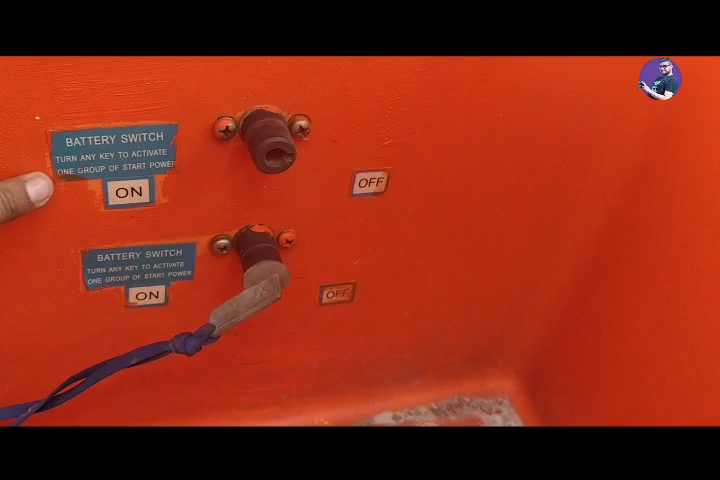 BATTERY SWITCH
TURN ANY KEY TO ACTIVATE
ONE GROUP OF START POWER
ON
OFF
BATTERY SWITCH
TURN ANY KEY TO ACTIVATE
ONE GROUP OF START POWER
ON
OFF